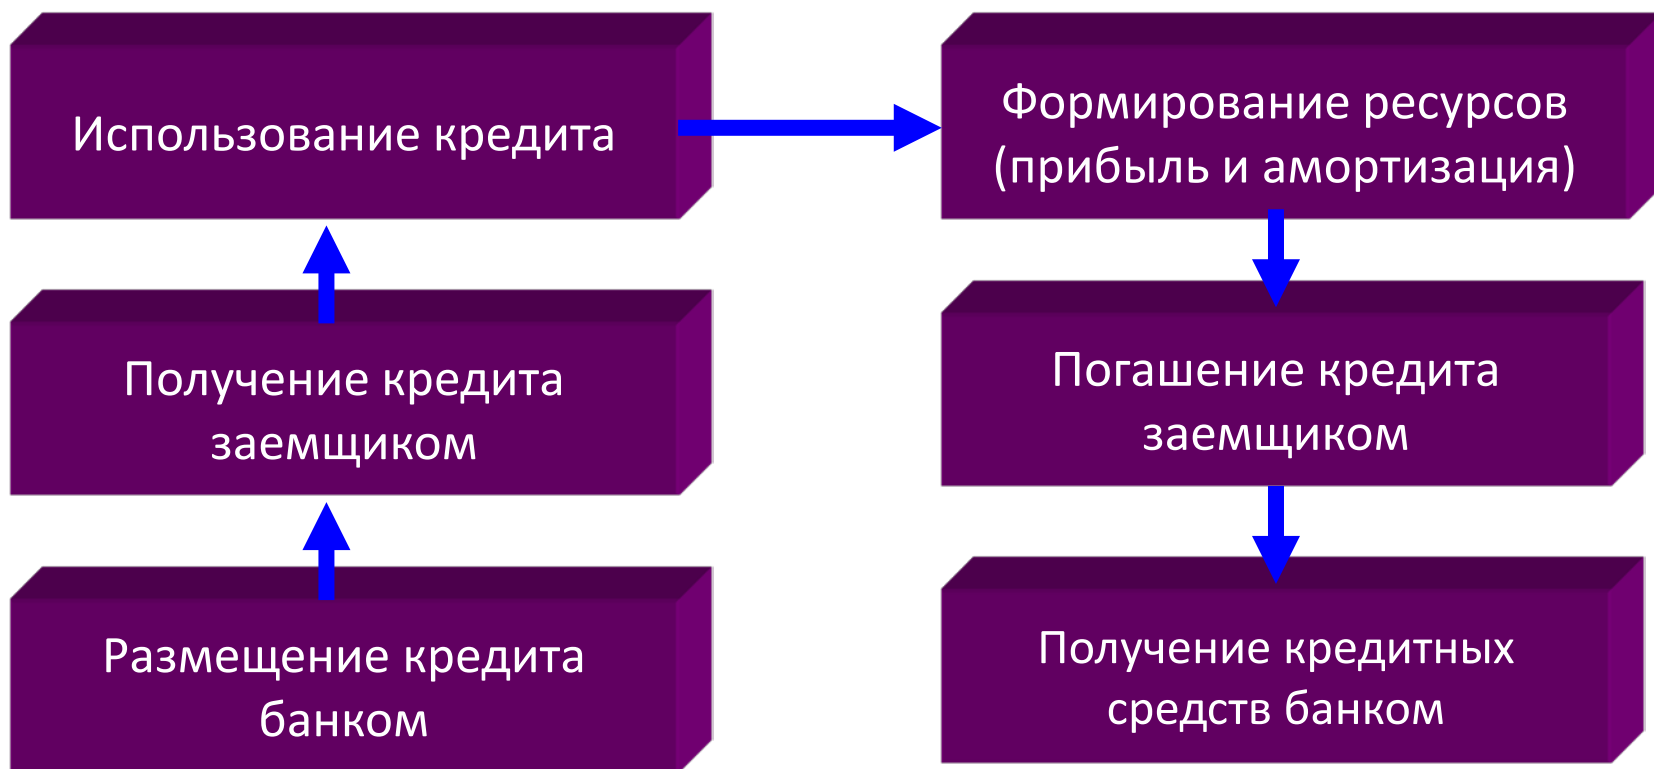 Использование кредита
Формирование ресурсов
(прибыль и амортизация)
Получение кредита
заемщиком
Погашение кредита
заемщиком
Размещение кредита
банком
Получение кредитных
средств банком